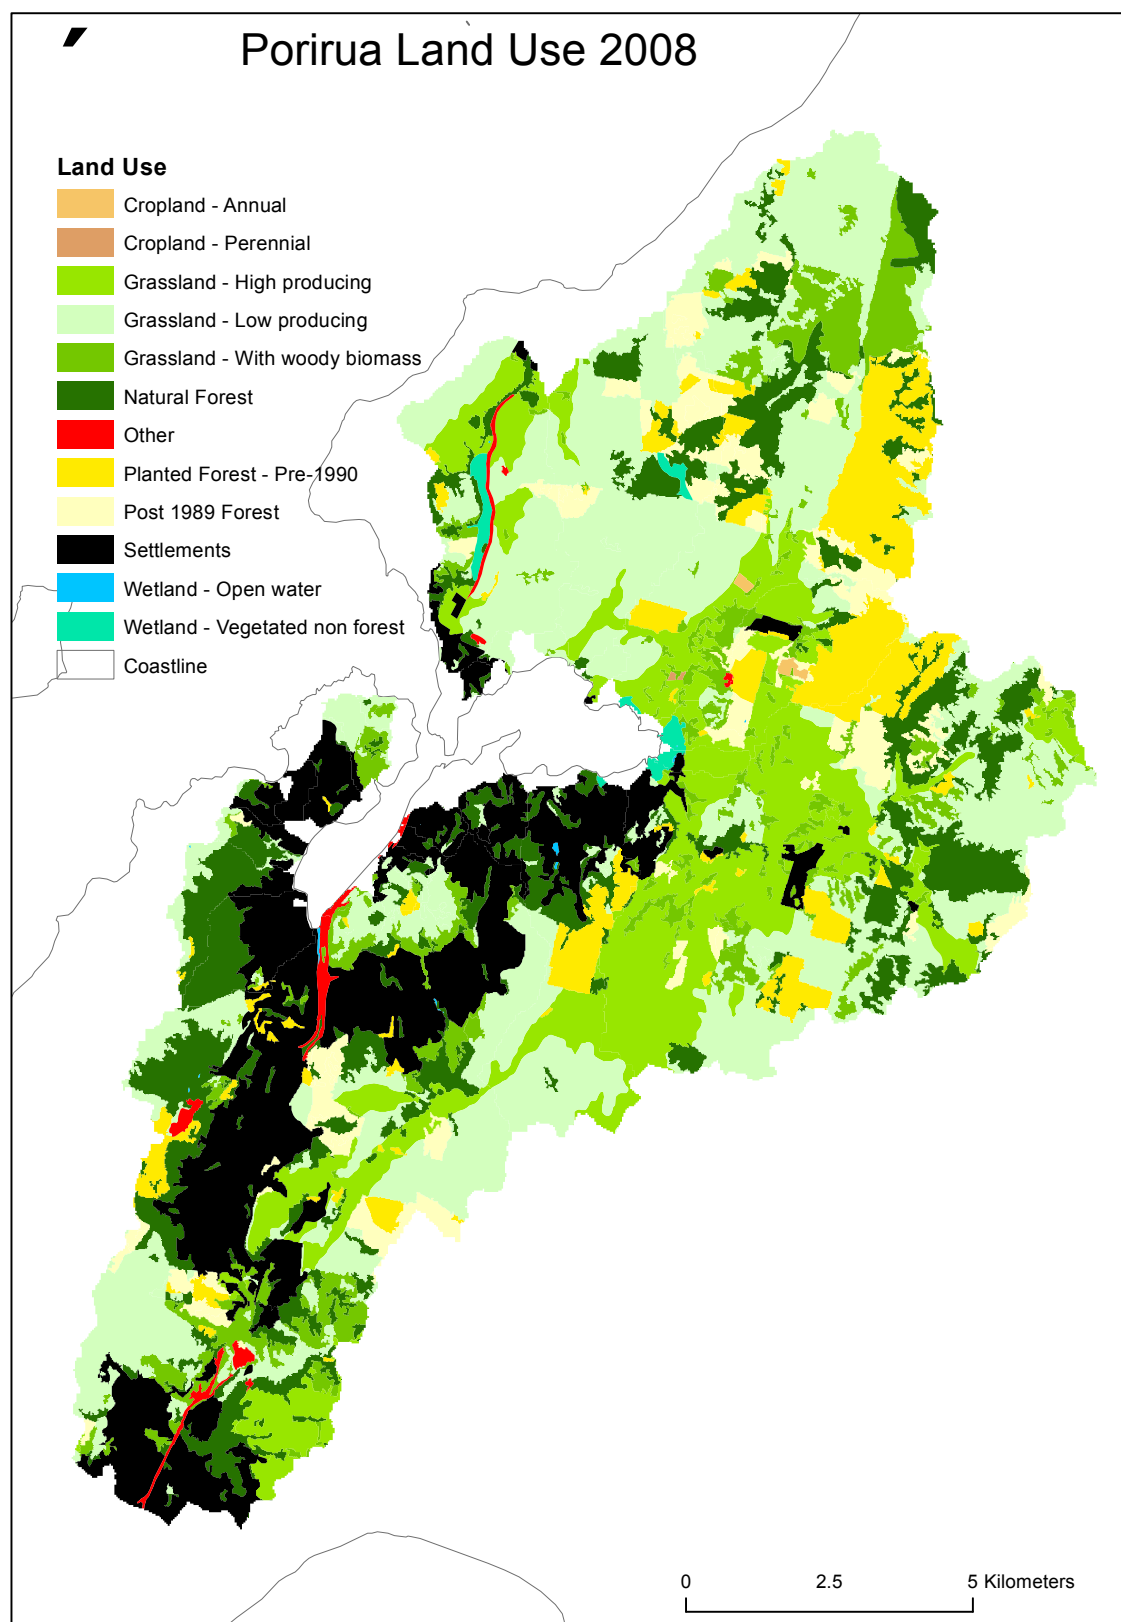 Porirua Land Use 2008
Land Use
Cropland - Annual
Cropland - Perennial
Grassland - High producing
Grassland - Low producing
Grassland - With woody biomass
Natural Forest
Other
Planted Forest - Pre-1990
Post 1989 Forest
Settlements
Wetland - Open water
Wetland - Vegetated non forest
Coastline
0 2.5 5 Kilometers